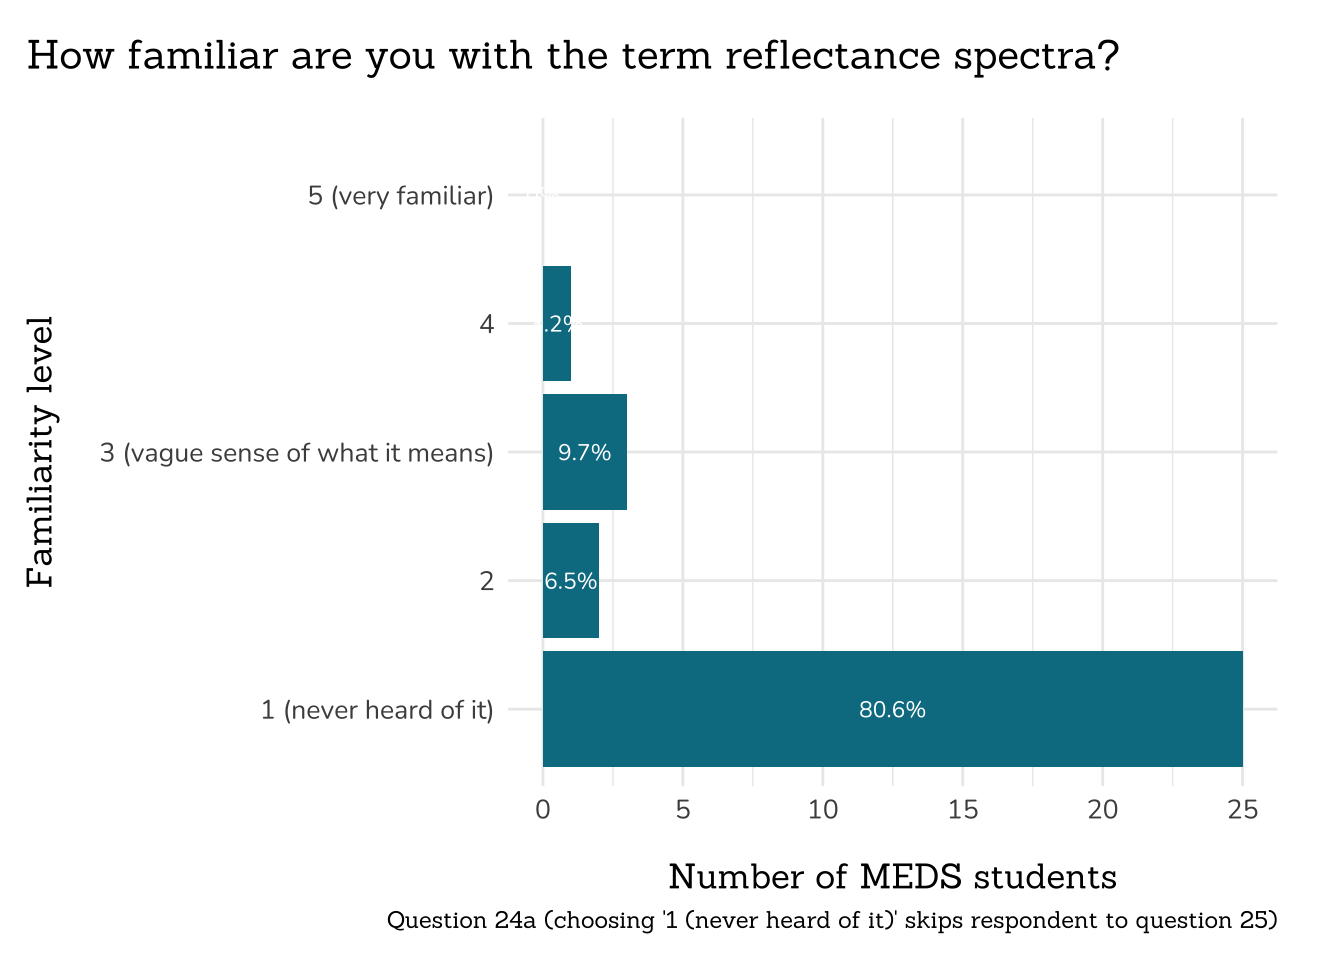 How familiar are you with the term reflectance spectra?
5 (very familiar)
4
.2%
3 (vague sense of what it means)
9.7%
2
6.5%
1 (never heard of it)
80.6%
Familiarity level
0 5 10 15 20 25
Number of MEDS students
Question 24a (choosing '1 (never heard of it)' skips respondent to question 25)